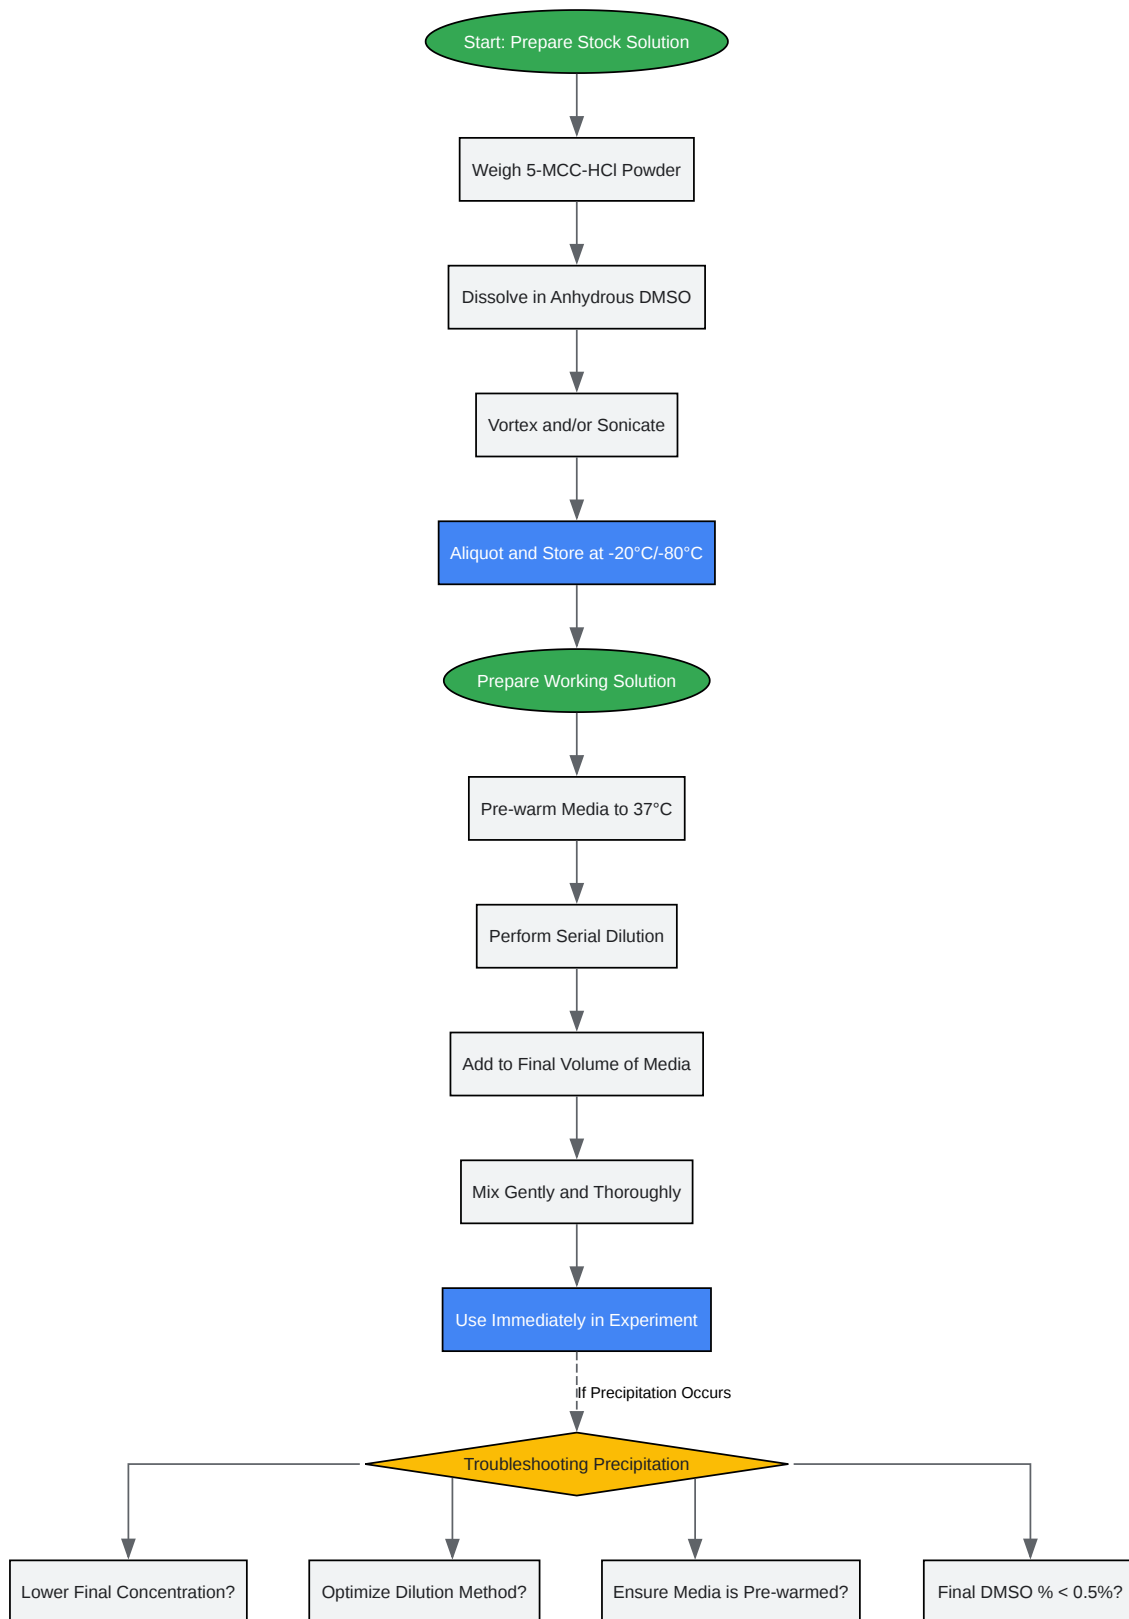 Start: Prepare Stock Solution
Weigh 5-MCC-HCl Powder
Dissolve in Anhydrous DMSO
Vortex and/or Sonicate
Aliquot and Store at -20°C/-80°C
Prepare Working Solution
Pre-warm Media to 37°C
Perform Serial Dilution
Add to Final Volume of Media
Mix Gently and Thoroughly
Use Immediately in Experiment
If Precipitation Occurs
Troubleshooting Precipitation
Lower Final Concentration?
Optimize Dilution Method?
Ensure Media is Pre-warmed?
Final DMSO % < 0.5%?